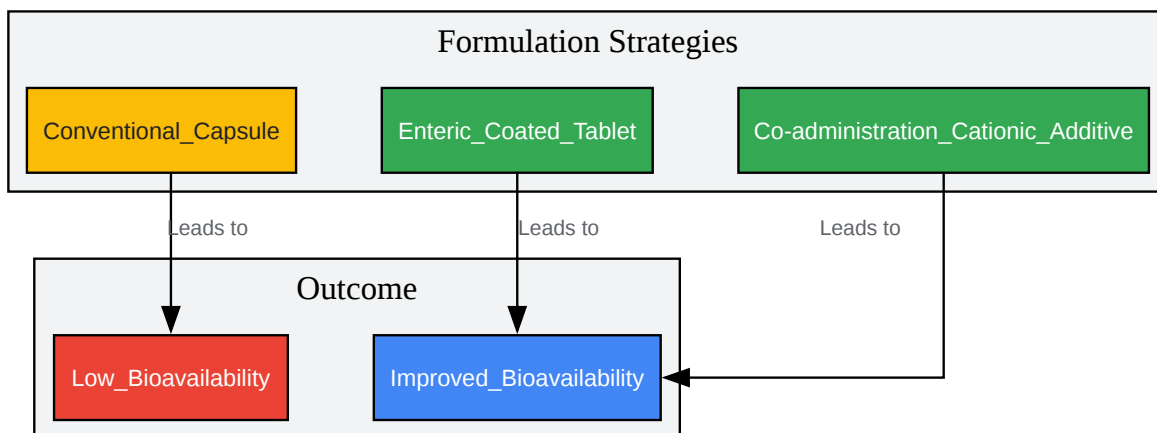 Formulation Strategies
Conventional_Capsule
Enteric_Coated_Tablet
Co-administration_Cationic_Additive
Leads to
Leads to
Leads to
Outcome
Low_Bioavailability
Improved_Bioavailability